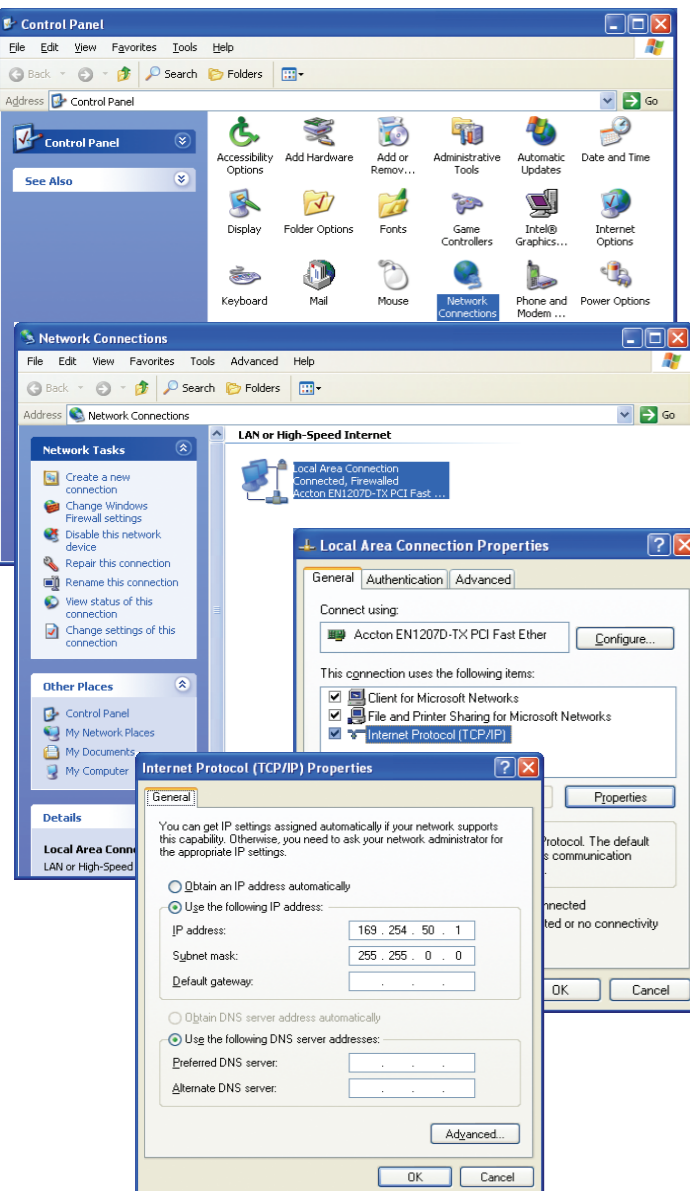 Control Panel
File Edit View Favorites Tools Help
Back Search Folders
Address Control Panel Go
Control Panel
See Also
Accessibility Options
Add Hardware
Add or Remov...
Administrative Tools
Automatic Updates
Date and Time
Display
Folder Options
Fonts
Game Controllers
Intel® Graphics...
Internet Options
Keyboard
Mail
Mouse
Network Connections
Phone and Modem ...
Power Options
Network Connections
File Edit View Favorites Tools Advanced Help
Back Search Folders
Address Network Connections Go
Network Tasks
Create a new
connection
Change Windows
Firewall settings
Disable this network
device
Repair this connection
Rename this connection
View status of this
connection
Change settings of this
connection
Other Places
Control Panel
My Network Places
My Documents
My Computer
Details
Local Area Conn
LAN or High-Speed
LAN or High-Speed Internet
Local Area Connection
Connected, Firewalled
Accton EN1207D-TX PCI Fast ...
Local Area Connection Properties
General Authentication Advanced
Connect using:
Accton EN1207D-TX PCI Fast Ether Configure...
This connection uses the following items:
Client for Microsoft Networks
File and Printer Sharing for Microsoft Networks
Internet Protocol (TCP/IP)
Properties
Protocol. The default
s communication
nnected
ted or no connectivity
OK Cancel
Internet Protocol (TCP/IP) Properties
General
You can get IP settings assigned automatically if your network supports
this capability. Otherwise, you need to ask your network administrator for
the appropriate IP settings.
Obtain an IP address automatically
Use the following IP address:
IP address: 169 . 254 . 50 . 1
Subnet mask: 255 . 255 . 0 . 0
Default gateway: . . .
Obtain DNS server address automatically
Use the following DNS server addresses:
Preferred DNS server: . . .
Alternate DNS server: . . .
Advanced...
OK Cancel